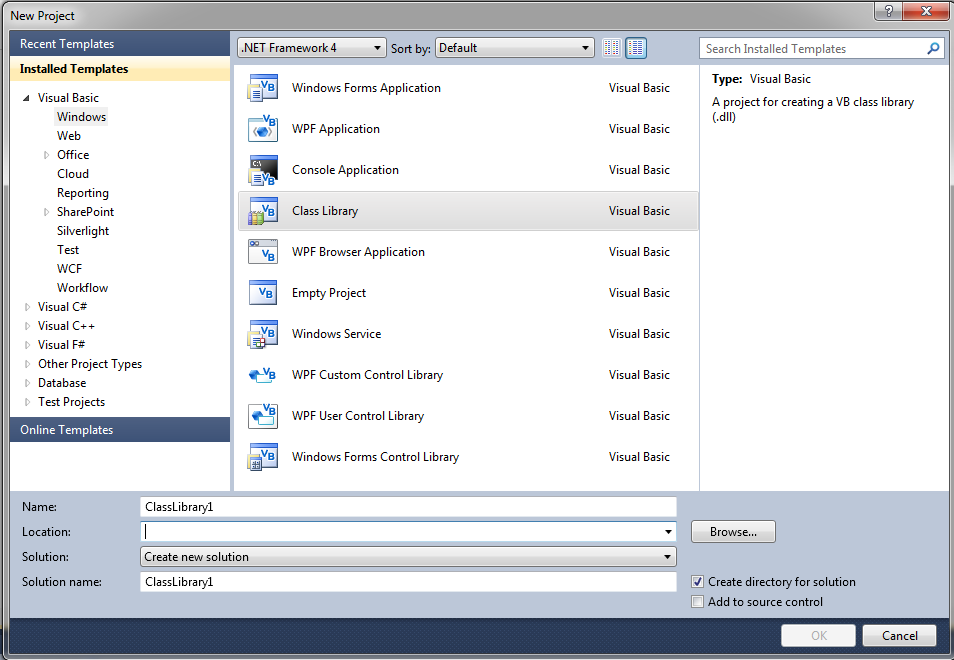 New Project
Recent Templates
Installed Templates
Visual Basic
Windows
Web
Office
Cloud
Reporting
SharePoint
Silverlight
Test
WCF
Workflow
Visual C#
Visual C++
Visual F#
Other Project Types
Database
Test Projects
Online Templates
.NET Framework 4 Sort by: Default
Windows Forms Application Visual Basic
WPF Application Visual Basic
Console Application Visual Basic
Class Library Visual Basic
WPF Browser Application Visual Basic
Empty Project Visual Basic
Windows Service Visual Basic
WPF Custom Control Library Visual Basic
WPF User Control Library Visual Basic
Windows Forms Control Library Visual Basic
Search Installed Templates
Type: Visual Basic
A project for creating a VB class library
(.dll)
Name: ClassLibrary1
Location: Browse...
Solution: Create new solution
Solution name: ClassLibrary1
Create directory for solution
Add to source control
OK Cancel